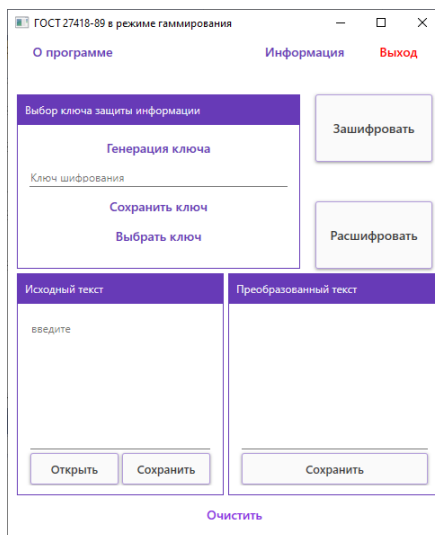 ГОСТ 27418-89 в режиме гаммирования
О программе Информация Выход
Выбор ключа защиты информации
Генерация ключа
Ключ шифрования
Сохранить ключ
Выбрать ключ
Зашифровать
Расшифровать
Исходный текст
введите
Открыть Сохранить
Преобразованный текст
Сохранить
Очистить